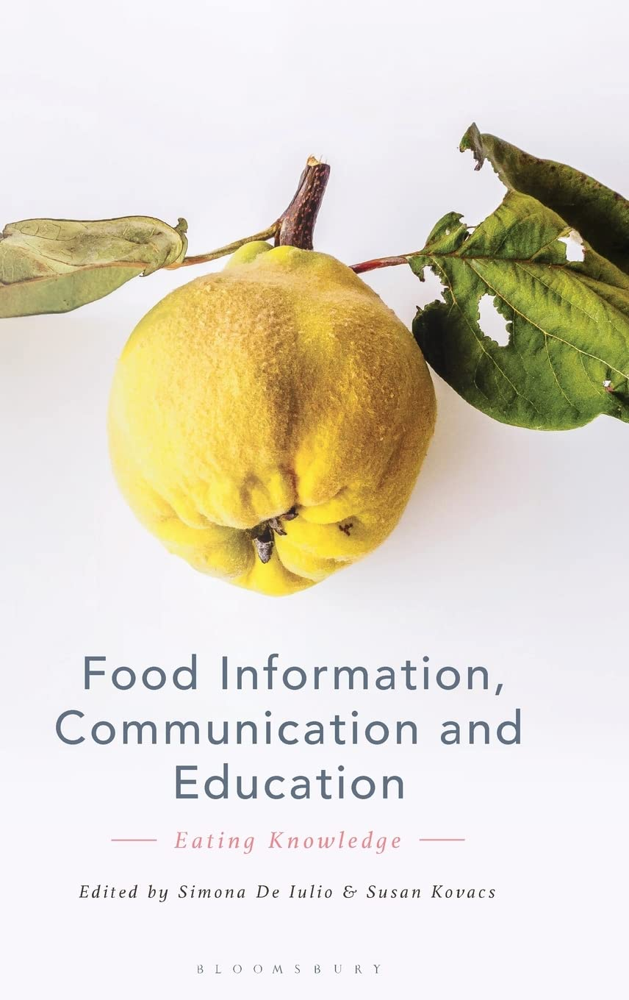 Food Information,
Communication and
Education
Eating Knowledge
Edited by Simona De Iulio & Susan Kovacs
BLOOMSBURY